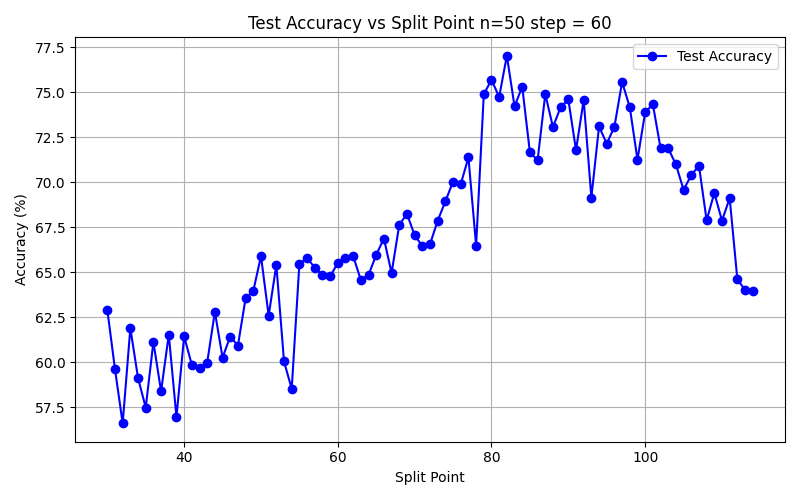 Test Accuracy vs Split Point n=50 step = 60
Test Accuracy
77.5
75.0
72.5
70.0
67.5
65.0
62.5
60.0
57.5
Accuracy (%)
40 60 80 100
Split Point